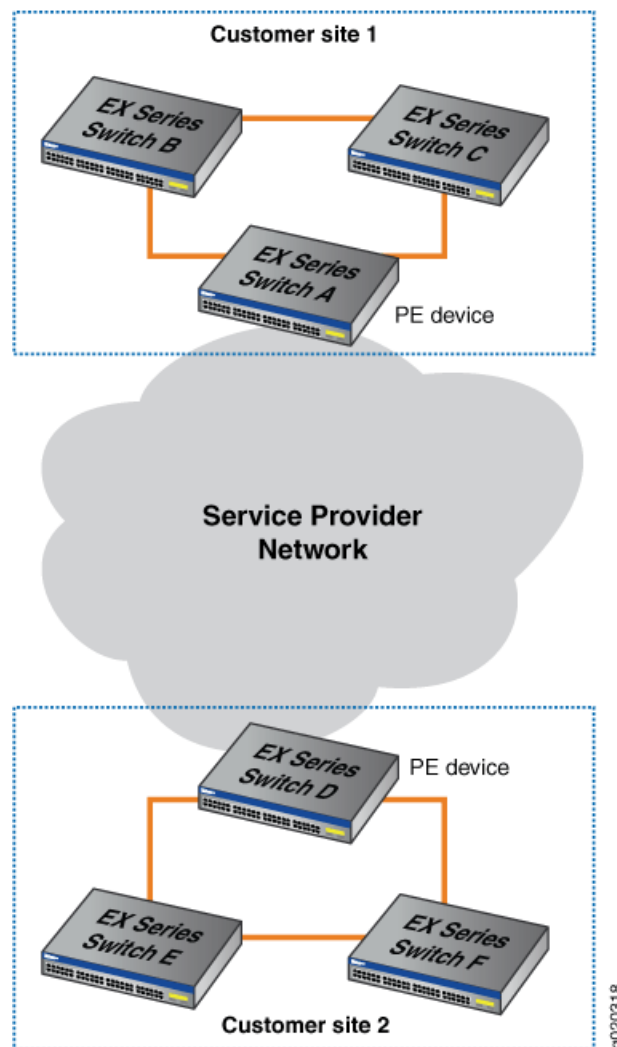 Customer site 1
EX Series
Switch B
EX Series
Switch C
EX Series
Switch A
PE device
Service Provider
Network
EX Series
Switch D
PE device
EX Series
Switch E
EX Series
Switch F
Customer site 2
g020318